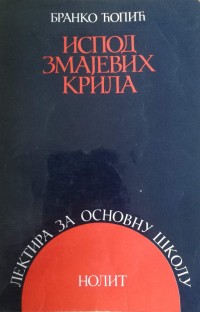 БРАНКО ЋОПИЋ
ИСПОД
ЗМАЈЕВИХ
КРИЛА
ЛЕКТИРА ЗА ОСНОВНУ ШКОЛУ
НОЛИТ